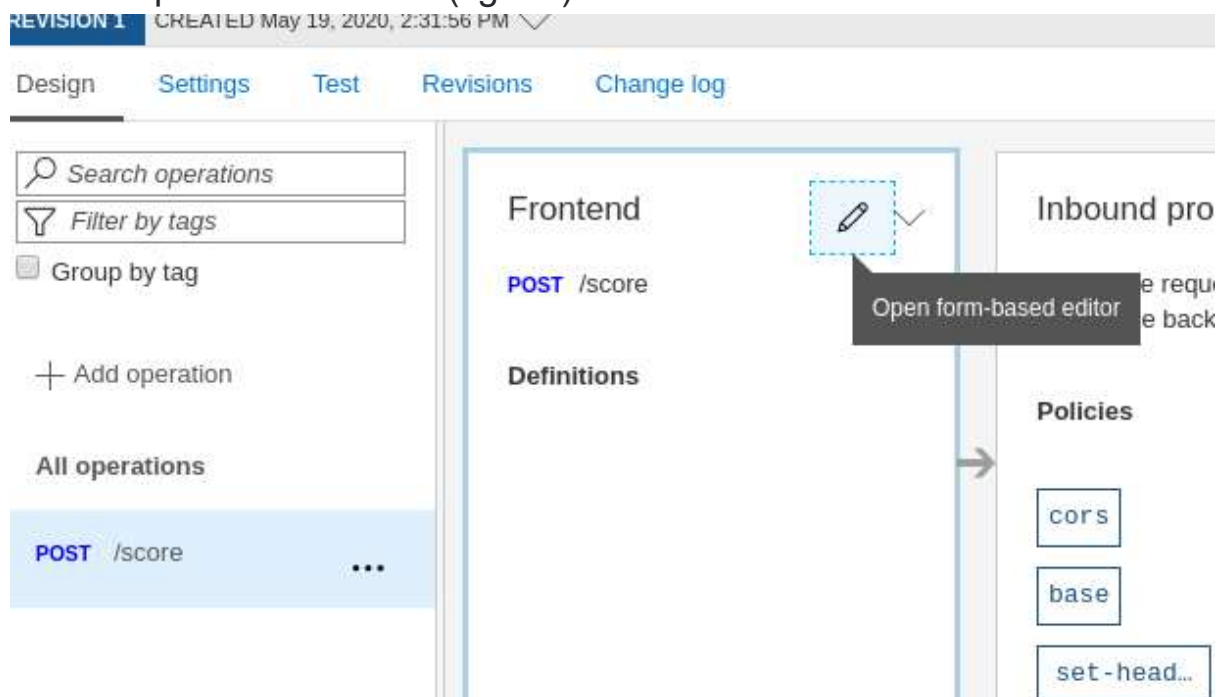 REVISION 1 CREATED May 19, 2020, 2:31:56 PM
Design Settings Test Revisions Change log
Search operations
Filter by tags
Group by tag
Add operation
All operations
POST /score
Frontend
POST /score
Definitions
Open form-based editor
Inbound pro
e requ
e back
Policies
cors
base
set-head…